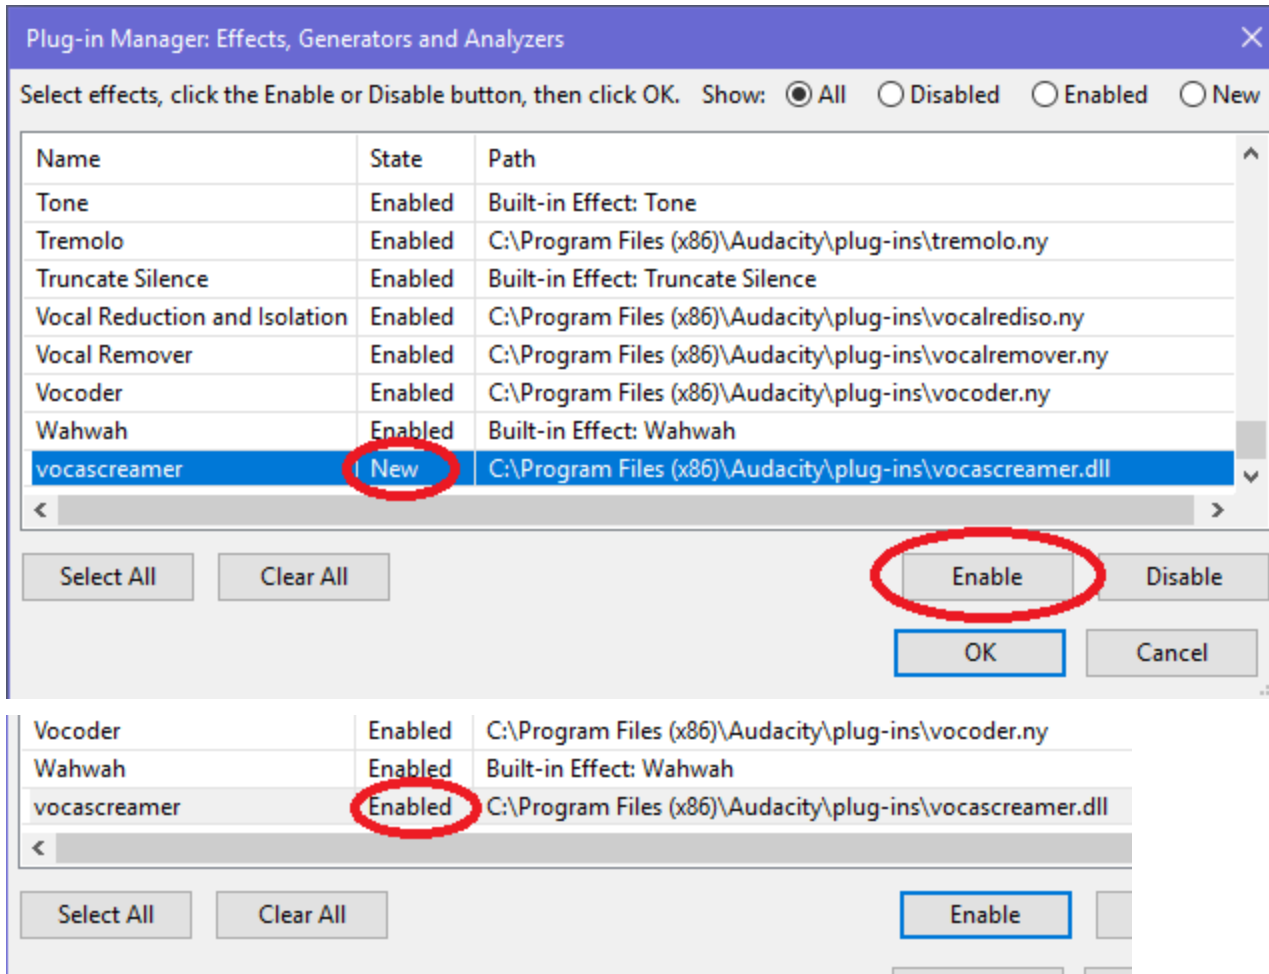 Plug-in Manager: Effects, Generators and Analyzers
Select effects, click the Enable or Disable button, then click OK. Show: All Disabled Enabled New
Name State Path
Tone Enabled Built-in Effect: Tone
Tremolo Enabled C:\Program Files (x86)\Audacity\plug-ins\tremolo.ny
Truncate Silence Enabled Built-in Effect: Truncate Silence
Vocal Reduction and Isolation Enabled C:\Program Files (x86)\Audacity\plug-ins\vocalrediso.ny
Vocal Remover Enabled C:\Program Files (x86)\Audacity\plug-ins\vocalremover.ny
Vocoder Enabled C:\Program Files (x86)\Audacity\plug-ins\vocoder.ny
Wahwah Enabled Built-in Effect: Wahwah
vocascreamer New C:\Program Files (x86)\Audacity\plug-ins\vocascreamer.dll
Select All Clear All Enable Disable
OK Cancel
Vocoder Enabled C:\Program Files (x86)\Audacity\plug-ins\vocoder.ny
Wahwah Enabled Built-in Effect: Wahwah
vocascreamer Enabled C:\Program Files (x86)\Audacity\plug-ins\vocascreamer.dll
Select All Clear All Enable